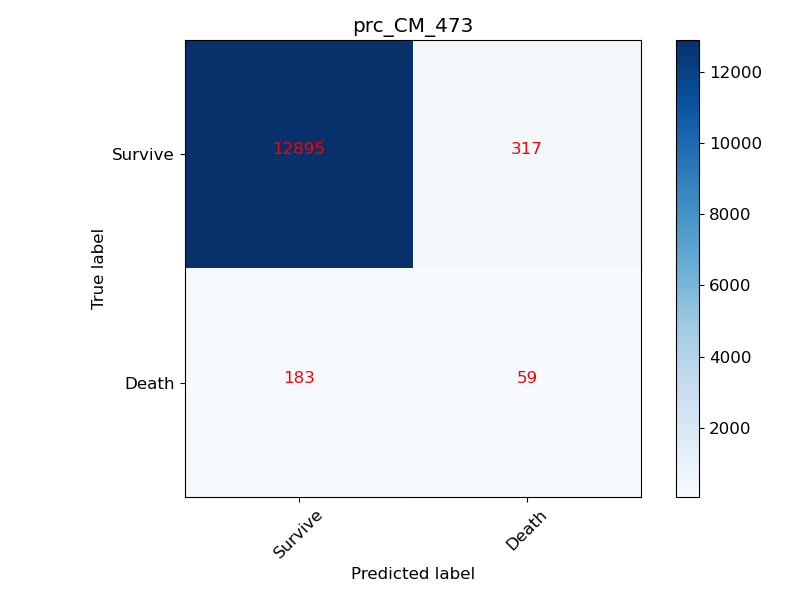 prc_CM_473
12000
10000
8000
6000
4000
2000
Survive
12895
317
Death
183
59
True label
Survive
Death
Predicted label